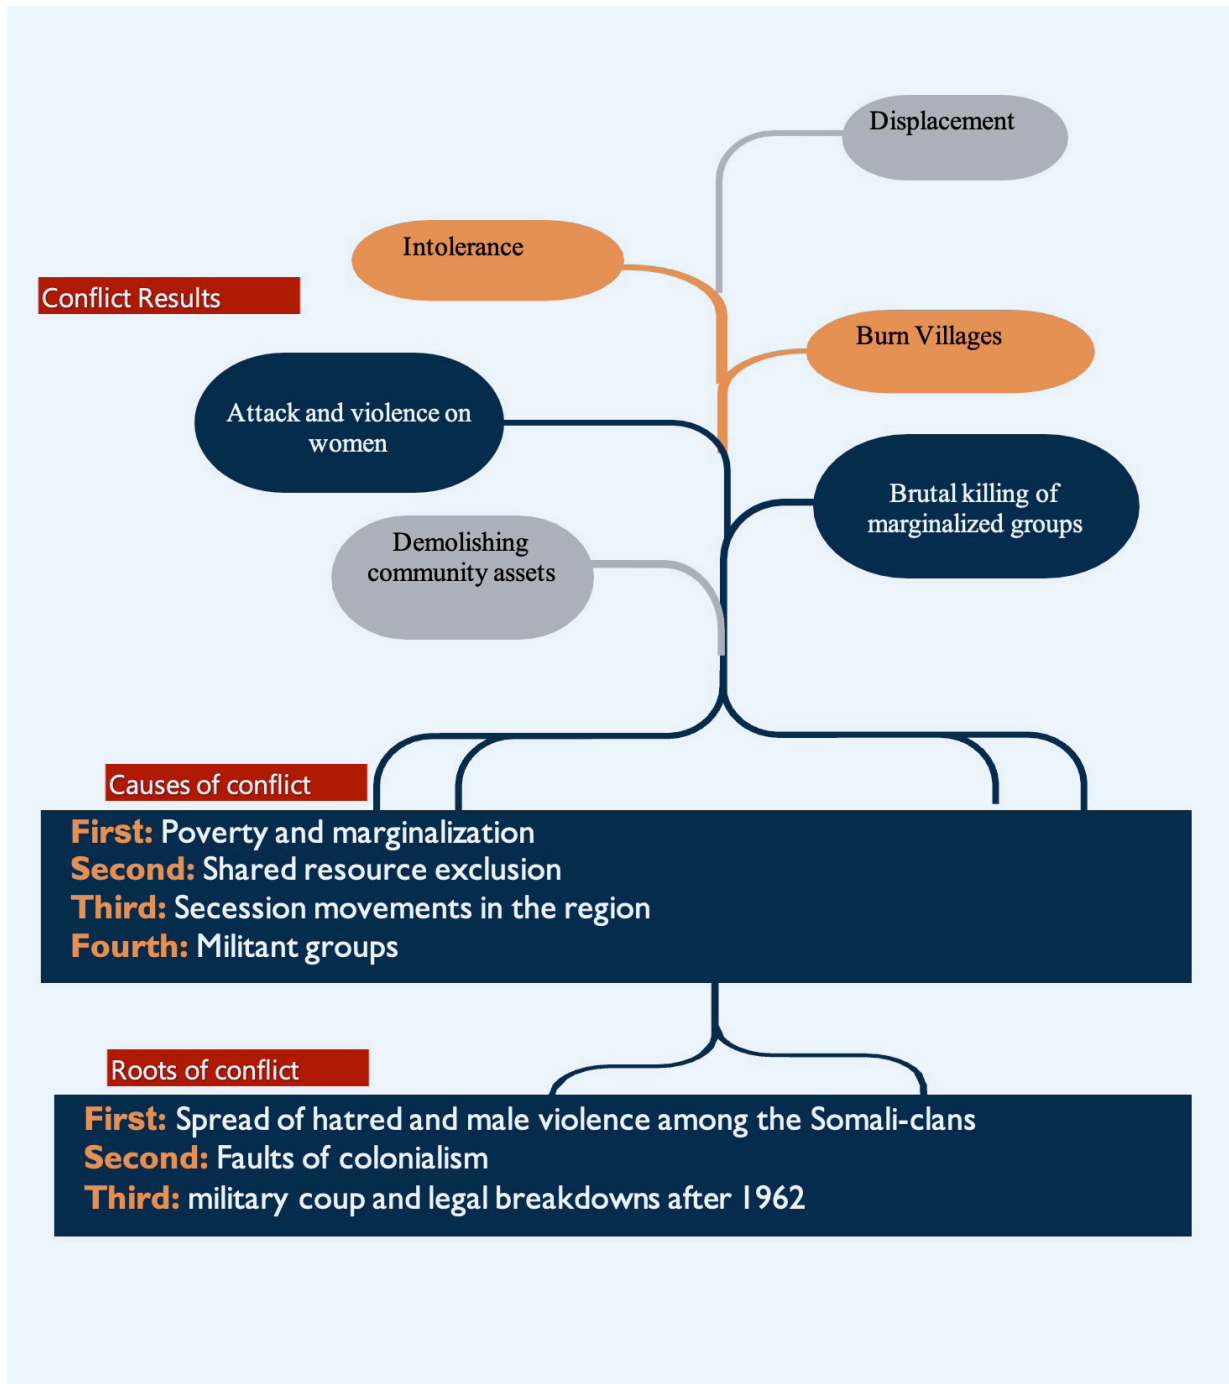 Displacement
Intolerance
Conflict Results
Burn Villages
Attack and violence on
women
Brutal killing of
marginalized groups
Demolishing
community assets
Causes of conflict
First: Poverty and marginalization
Second: Shared resource exclusion
Third: Secession movements in the region
Fourth: Militant groups
Roots of conflict
First: Spread of hatred and male violence among the Somali-clans
Second: Faults of colonialism
Third: military coup and legal breakdowns after 1962